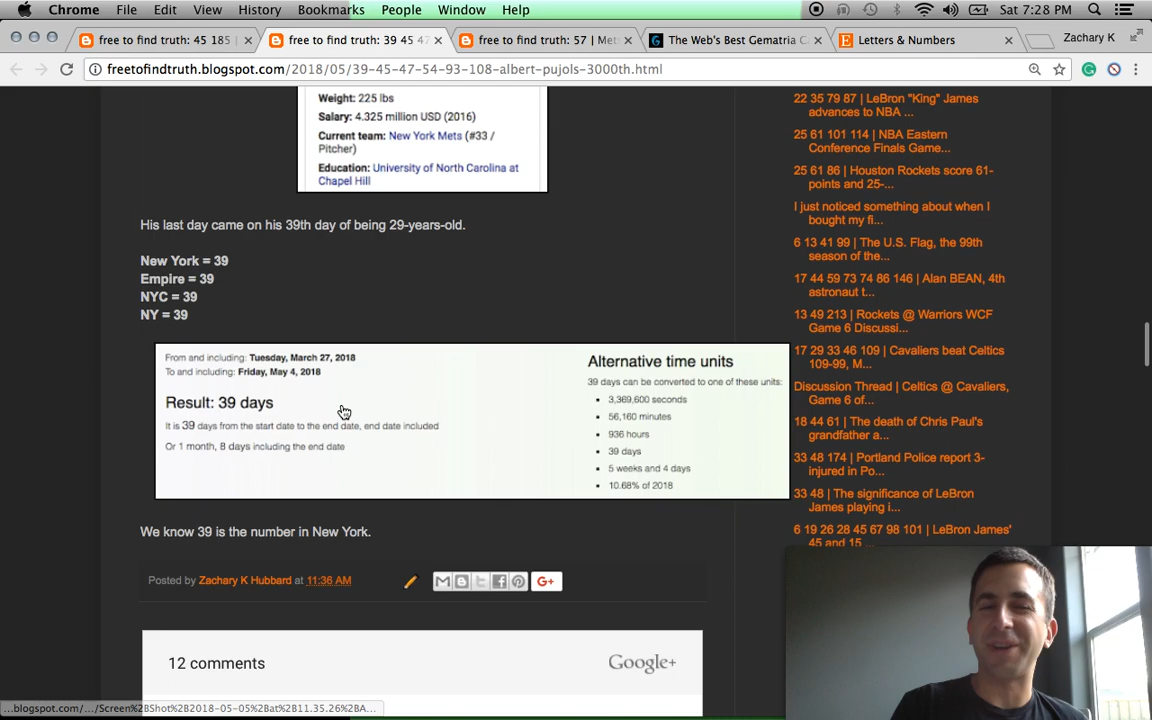 Chrome File Edit View History Bookmarks People Window Help
Sat 7:28 PM
free to find truth: 45 185
free to find truth: 39 45 47
free to find truth: 57 | Met
The Web's Best Gematria C
Letters & Numbers
Zachary K
freetofindtruth.blogspot.com/2018/05/39-45-47-54-93-108-albert-pujols-3000th.html
Weight: 225 lbs
Salary: 4.325 million USD (2016)
Current team: New York Mets (#33 /
Pitcher)
Education: University of North Carolina at
Chapel Hill
His last day came on his 39th day of being 29-years-old.
New York = 39
Empire = 39
NYC = 39
NY = 39
From and including: Tuesday, March 27, 2018
To and including: Friday, May 4, 2018
Result: 39 days
It is 39 days from the start date to the end date, end date included
Or 1 month, 8 days including the end date
Alternative time units
39 days can be converted to one of these units:
3,369,600 seconds
56,160 minutes
936 hours
39 days
5 weeks and 4 days
10.68% of 2018
We know 39 is the number in New York.
Posted by Zachary K Hubbard at 11:36 AM
G+
12 comments
Google+
22 35 79 87 | LeBron "King" James
advances to NBA ...
25 61 101 114 | NBA Eastern
Conference Finals Game...
25 61 86 | Houston Rockets score 61-
points and 25-...
I just noticed something about when I
bought my fi...
6 13 41 99 | The U.S. Flag, the 99th
season of the...
17 44 59 73 74 86 146 | Alan BEAN, 4th
astronaut t...
13 49 213 | Rockets @ Warriors WCF
Game 6 Discussi...
17 29 33 46 109 | Cavaliers beat Celtics
109-99, M...
Discussion Thread | Celtics @ Cavaliers,
Game 6 of...
18 44 61 | The death of Chris Paul's
grandfather a...
33 48 174 | Portland Police report 3-
injured in Po...
33 48 | The significance of LeBron
James playing i...
6 19 26 28 45 67 98 101 | LeBron James'
45 and 15 ...
...blogspot.com/.../Screen%2BShot%2B2018-05-05%2Bat%2B11.35.26%2BA...